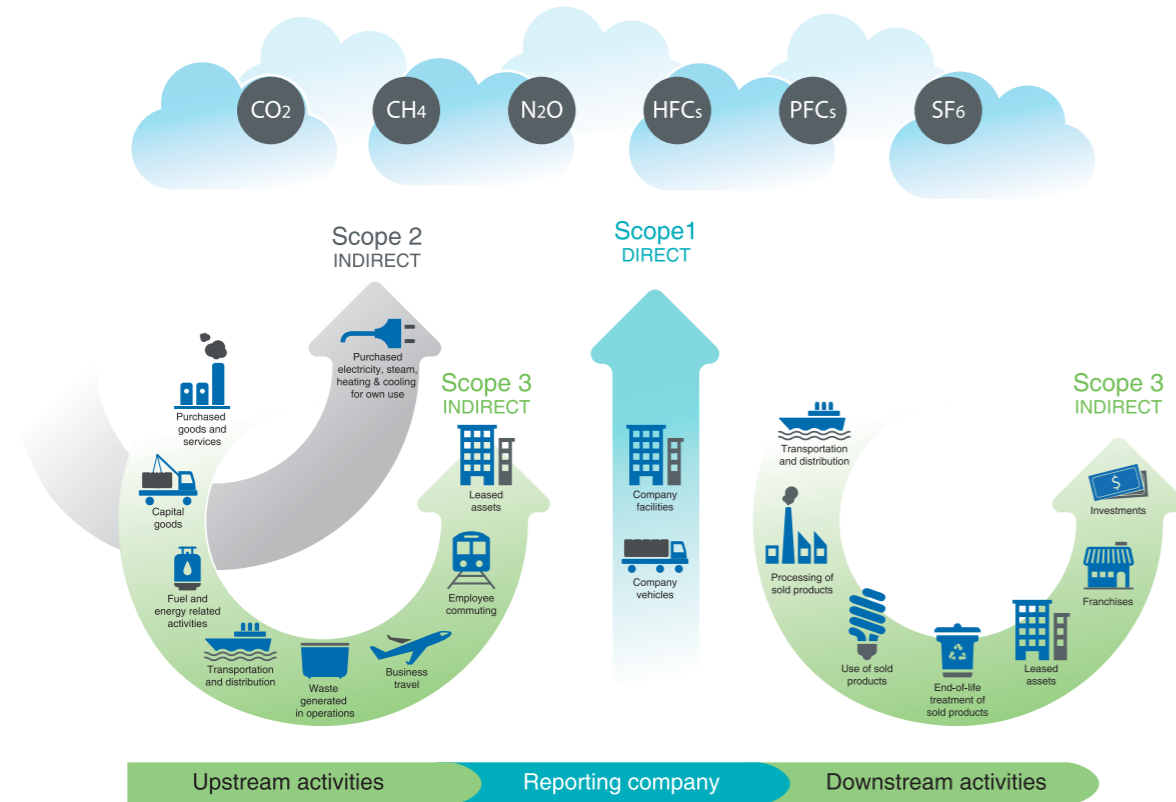 CO2
CH4
N2O
HFCs
PFCs
SF6
Scope 2
INDIRECT
Scope1
DIRECT
Purchased
electricity, steam,
heating & cooling
for own use
Scope 3
INDIRECT
Scope 3
INDIRECT
Purchased
goods and
services
Capital
goods
Fuel and
energy related
activities
Transportation
and distribution
Waste
generated
in operations
Business
travel
Employee
commuting
Leased
assets
Company
facilities
Company
vehicles
Transportation
and distribution
Processing of
sold products
Use of sold
products
End-of-life
treatment of
sold products
Leased
assets
Franchises
$
Investments
Upstream activities
Reporting company
Downstream activities